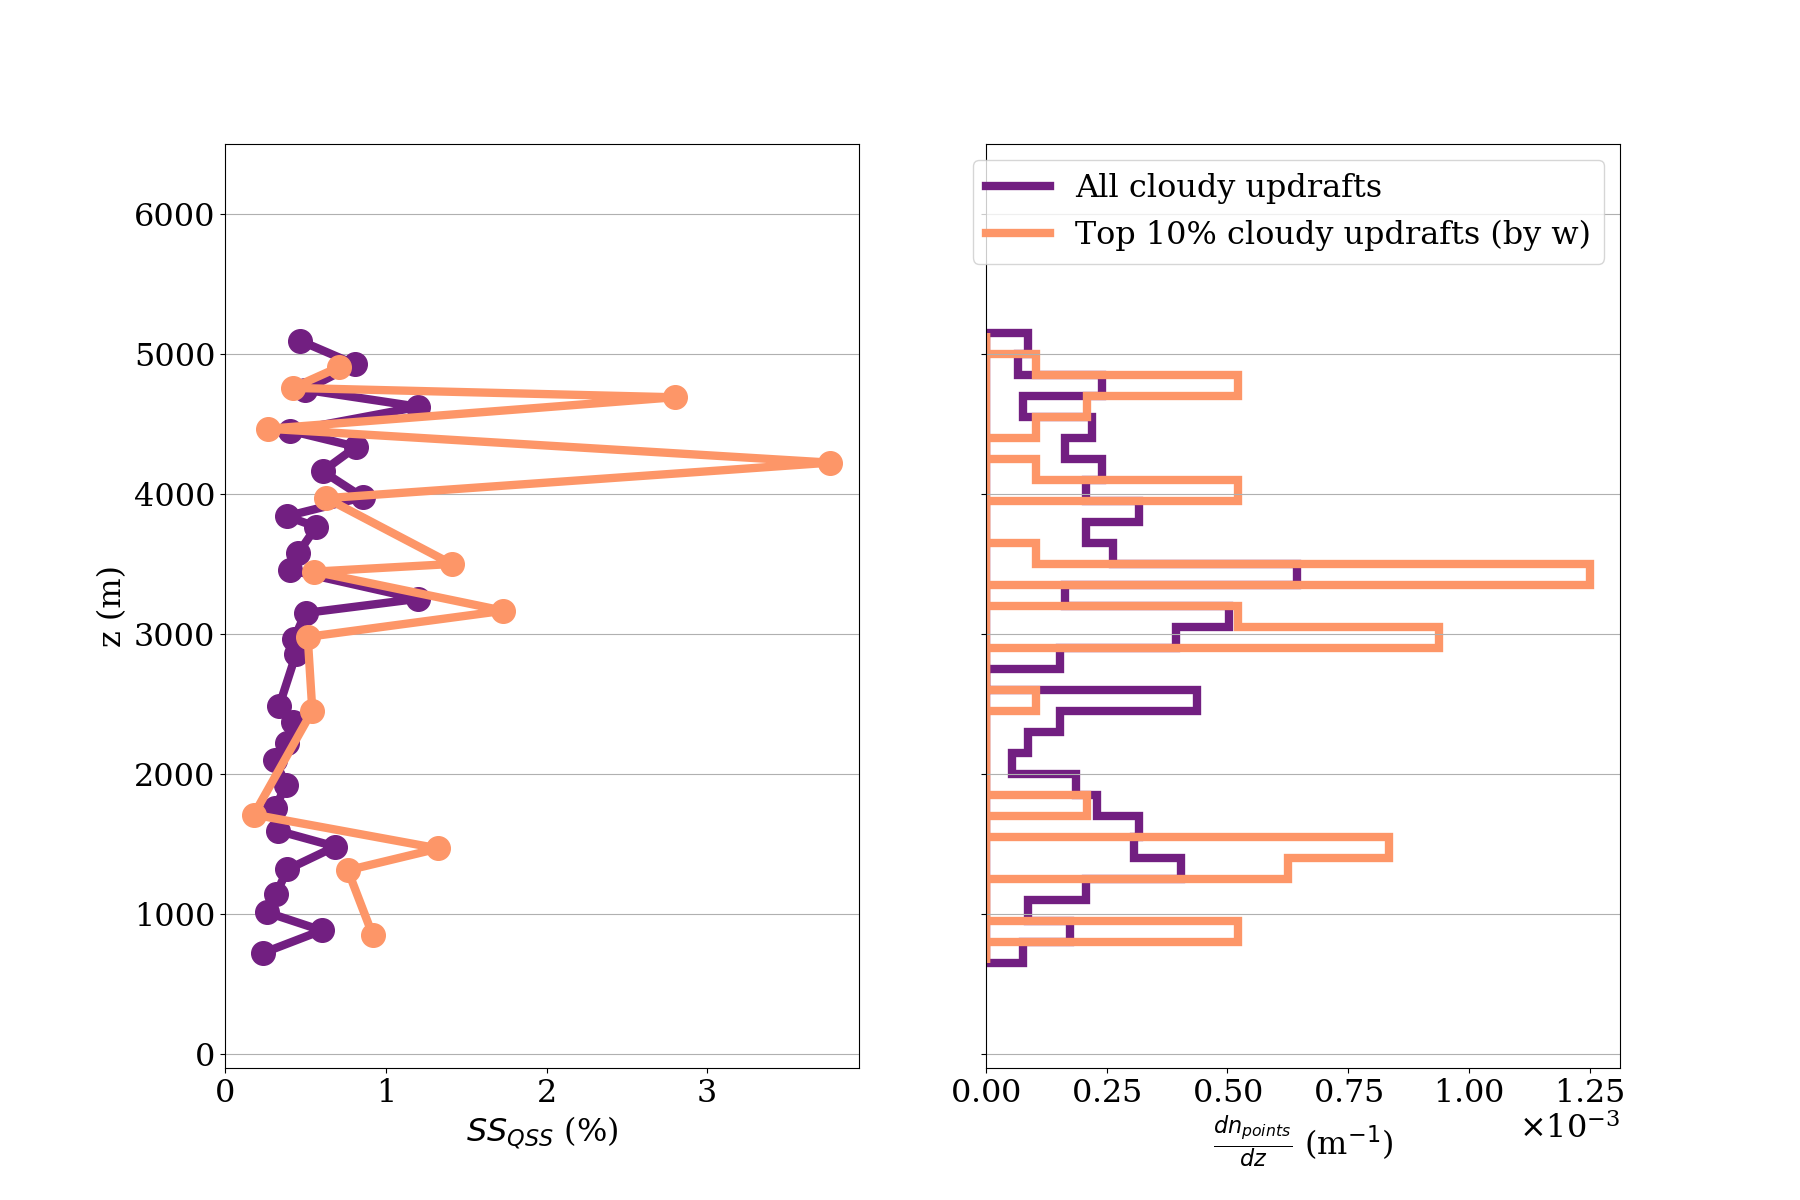 All cloudy updrafts
Top 10% cloudy updrafts (by w)
6000
5000
4000
3000
2000
1000
0
z (m)
0 1 2 3
SS_QSS (%)
0.00 0.25 0.50 0.75 1.00 1.25
×10⁻³
dn_points/dz (m⁻¹)